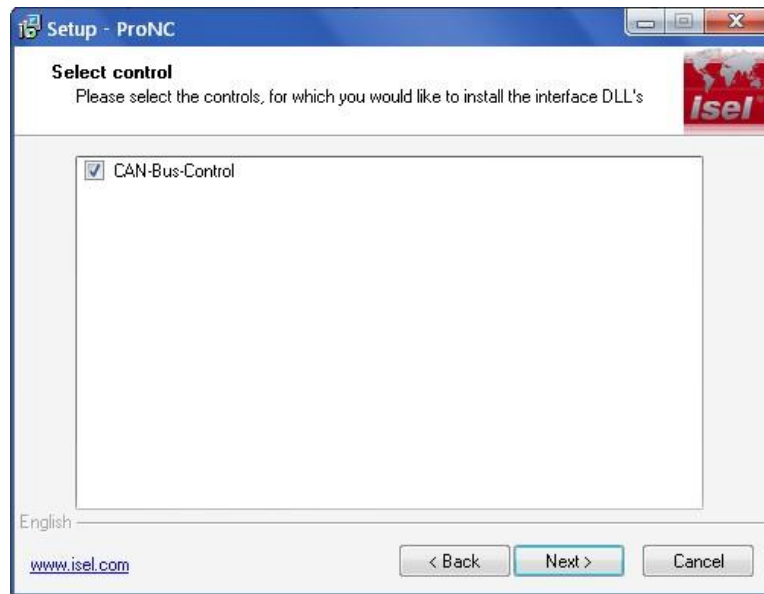 Setup - ProNC
Select control
Please select the controls, for which you would like to install the interface DLL's
isel
CAN-Bus-Control
English
www.isel.com
< Back
Next >
Cancel